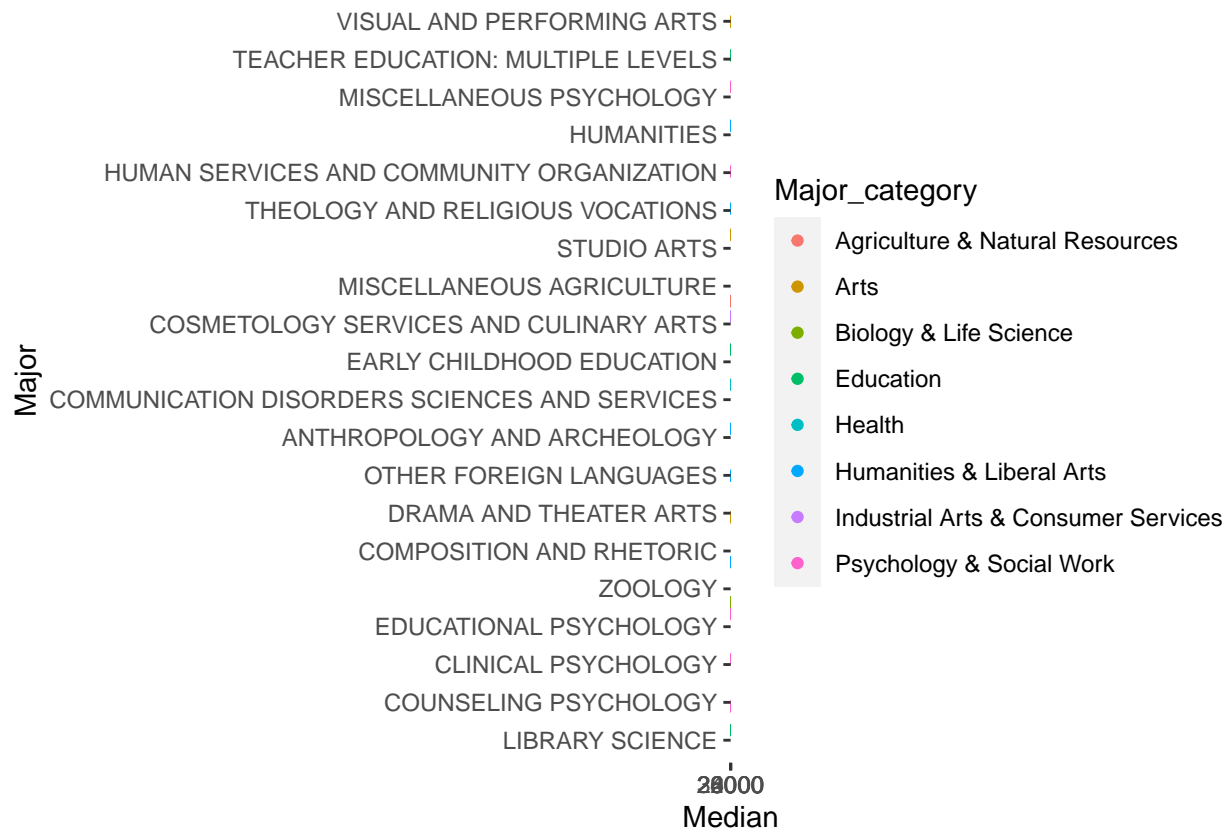 VISUAL AND PERFORMING ARTS
TEACHER EDUCATION: MULTIPLE LEVELS
MISCELLANEOUS PSYCHOLOGY
HUMANITIES
HUMAN SERVICES AND COMMUNITY ORGANIZATION
THEOLOGY AND RELIGIOUS VOCATIONS
STUDIO ARTS
MISCELLANEOUS AGRICULTURE
COSMETOLOGY SERVICES AND CULINARY ARTS
EARLY CHILDHOOD EDUCATION
COMMUNICATION DISORDERS SCIENCES AND SERVICES
ANTHROPOLOGY AND ARCHEOLOGY
OTHER FOREIGN LANGUAGES
DRAMA AND THEATER ARTS
COMPOSITION AND RHETORIC
ZOOLOGY
EDUCATIONAL PSYCHOLOGY
CLINICAL PSYCHOLOGY
COUNSELING PSYCHOLOGY
LIBRARY SCIENCE
Major
Median
Major_category
Agriculture & Natural Resources
Arts
Biology & Life Science
Education
Health
Humanities & Liberal Arts
Industrial Arts & Consumer Services
Psychology & Social Work